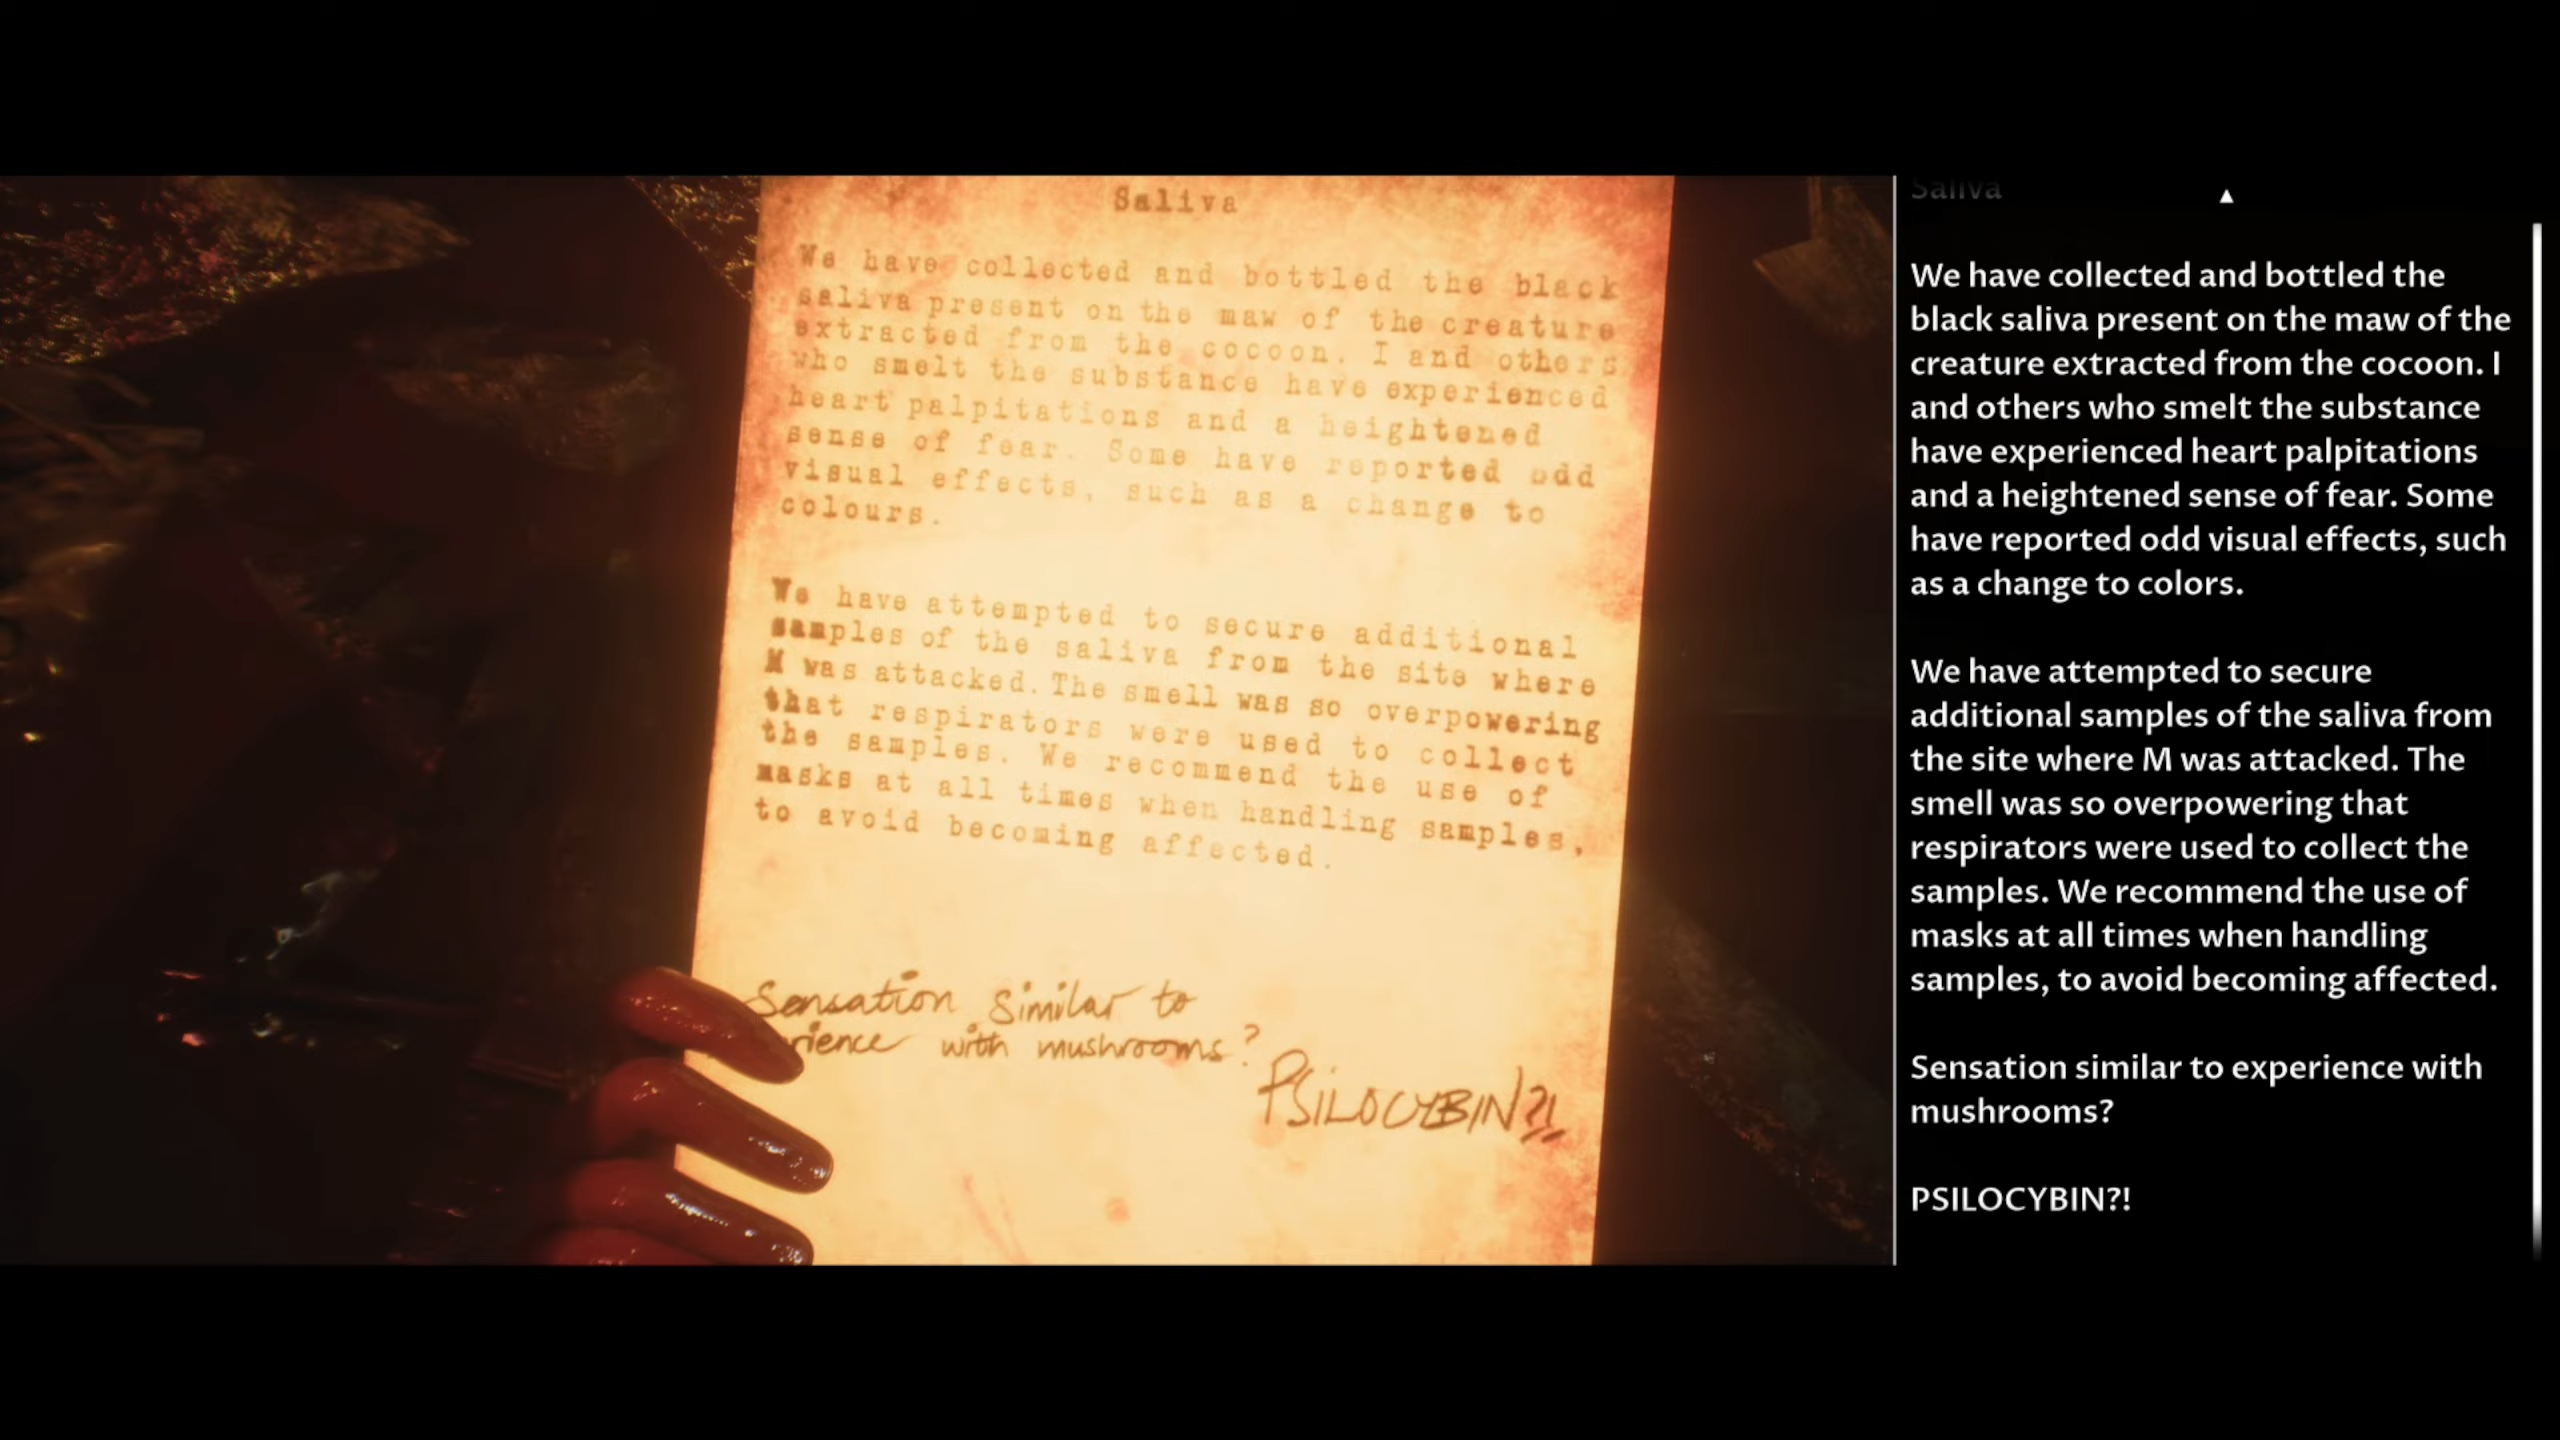 Saliva
We have collected and bottled the black
saliva present on the maw of the creature
extracted from the cocoon. I and others
who smelt the substance have experienced
heart palpitations and a heightened
sense of fear. Some have reported odd
visual effects, such as a change to
colours.
We have attempted to secure additional
samples of the saliva from the site where
M was attacked. The smell was so overpowering
that respirators were used to collect
the samples. We recommend the use of
masks at all times when handling samples,
to avoid becoming affected.
Sensation similar to
rience with mushrooms?
PSILOCYBIN?!
Saliva
We have collected and bottled the
black saliva present on the maw of the
creature extracted from the cocoon. I
and others who smelt the substance
have experienced heart palpitations
and a heightened sense of fear. Some
have reported odd visual effects, such
as a change to colors.
We have attempted to secure
additional samples of the saliva from
the site where M was attacked. The
smell was so overpowering that
respirators were used to collect the
samples. We recommend the use of
masks at all times when handling
samples, to avoid becoming affected.
Sensation similar to experience with
mushrooms?
PSILOCYBIN?!